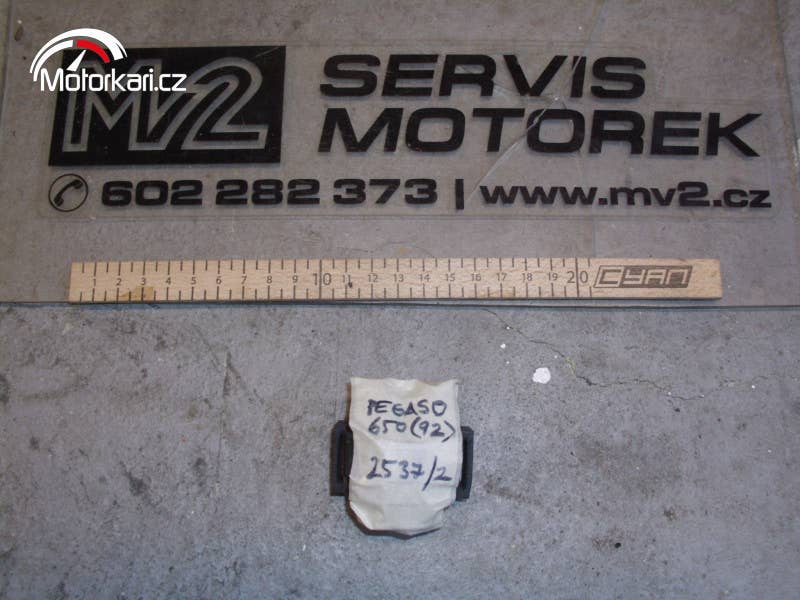 Motorkari.cz
MV2
SERVIS
MOTOREK
602 282 373 | www.mv2.cz
1 2 3 4 5 6 7 8 9 10 11 12 13 14 15 16 17 18 19 20 CYAN
PEGASO
650 (92)
2537/2